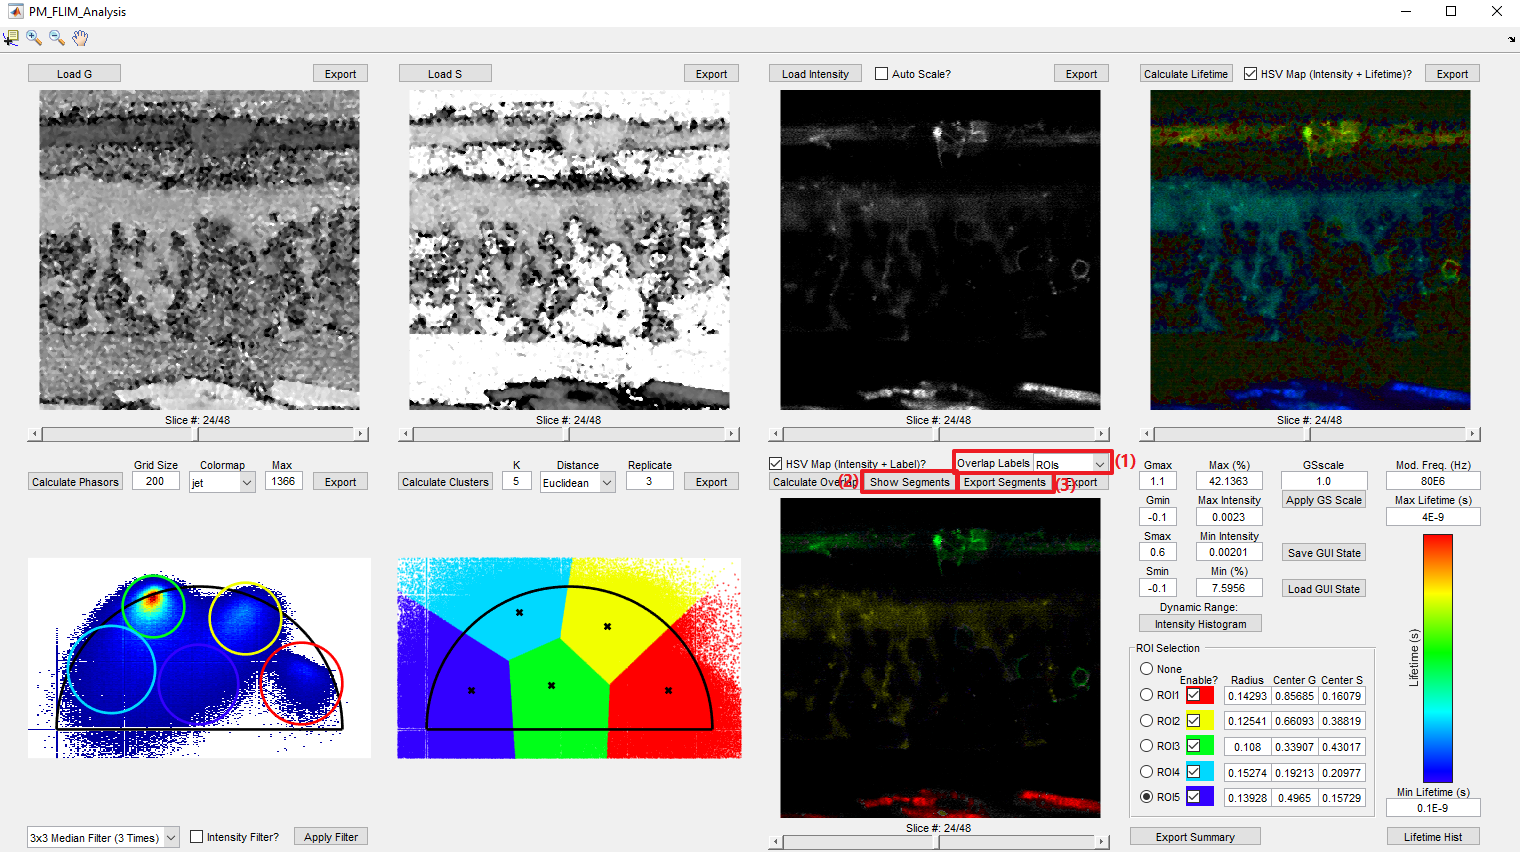 PM_FLIM_Analysis
Load G Export Load S Export Load Intensity Auto Scale? Export Calculate Lifetime HSV Map (Intensity + Lifetime)? Export
Slice #: 24/48 Slice #: 24/48 Slice #: 24/48 Slice #: 24/48
Calculate Phasors Grid Size 200 Colormap jet Max 1366 Export
Calculate Clusters K 5 Distance Euclidean Replicate 3 Export
HSV Map (Intensity + Label)? Overlap Labels ROIs (1)
Calculate Overlap (2) Show Segments Export Segments (3) Export
Slice #: 24/48
Gmax Max (%) GSscale Mod. Freq. (Hz)
1.1 42.1363 1.0 80E6
Gmin Max Intensity Apply GS Scale Max Lifetime (s)
-0.1 0.0023 4E-9
Smax Min Intensity
0.6 0.00201 Save GUI State
Smin Min (%)
-0.1 7.5956 Load GUI State
Dynamic Range:
Intensity Histogram
ROI Selection
None
Enable? Radius Center G Center S
ROI1 0.14293 0.85685 0.16079
ROI2 0.12541 0.66093 0.38819
ROI3 0.108 0.33907 0.43017
ROI4 0.15274 0.19213 0.20977
ROI5 0.13928 0.4965 0.15729
Lifetime (s)
Min Lifetime (s)
0.1E-9
3x3 Median Filter (3 Times) Intensity Filter? Apply Filter
Export Summary Lifetime Hist